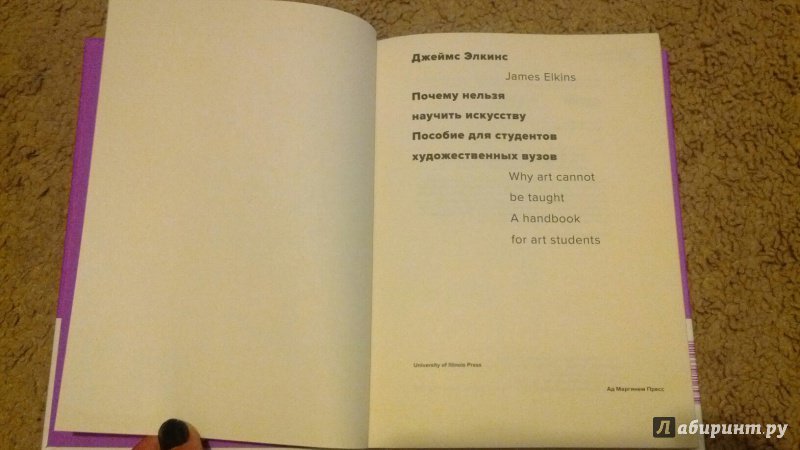 Джеймс Элкинс
James Elkins
Почему нельзя
научить искусству
Пособие для студентов
художественных вузов
Why art cannot
be taught
A handbook
for art students
University of Illinois Press
Ад Маргинем Пресс
Лабиринт.ру